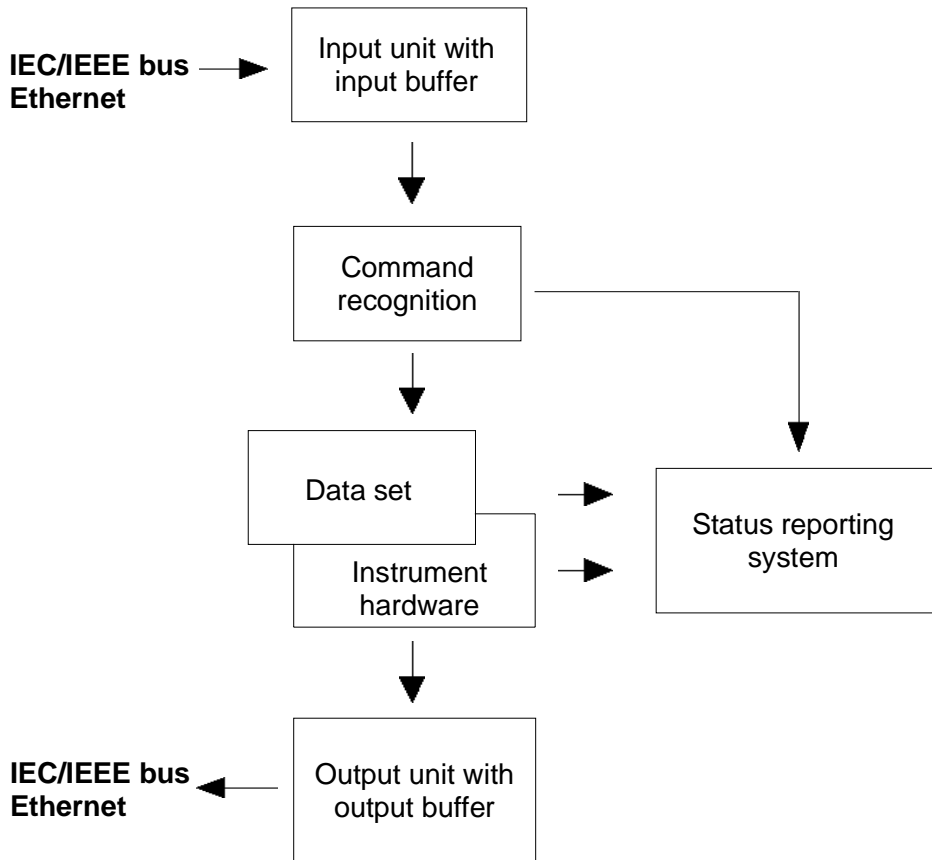 IEC/IEEE bus
Ethernet
Input unit with
input buffer
Command
recognition
Data set
Instrument
hardware
Status reporting
system
IEC/IEEE bus
Ethernet
Output unit with
output buffer